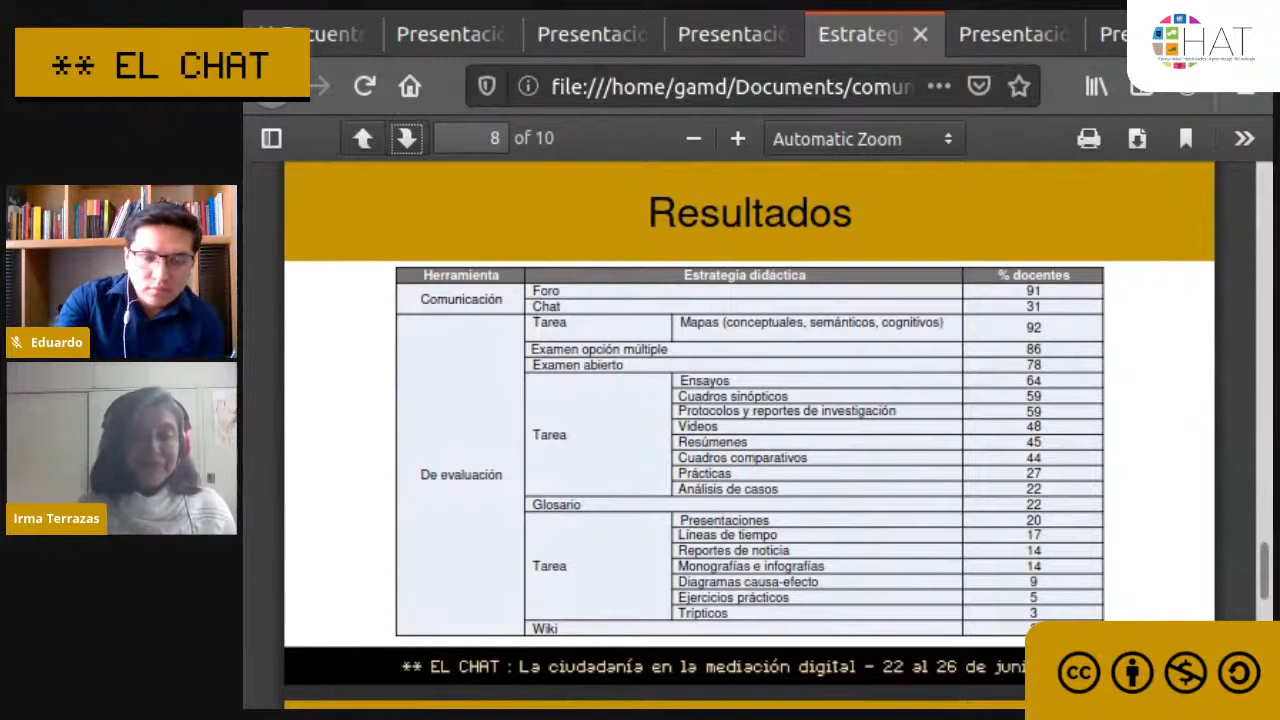 ** EL CHAT
Presentació
Presentació
Presentació
Estrateg
Presentació
HAT
file:///home/gamd/Documents/comun
8 of 10
Automatic Zoom
Resultados
Herramienta Estrategia didáctica % docentes
Comunicación Foro 91
Chat 31
De evaluación Tarea Mapas (conceptuales, semánticos, cognitivos) 92
Examen opción múltiple 86
Examen abierto 78
Tarea Ensayos 64
Cuadros sinópticos 59
Protocolos y reportes de investigación 59
Videos 48
Resúmenes 45
Cuadros comparativos 44
Prácticas 27
Análisis de casos 22
Glosario 22
Tarea Presentaciones 20
Líneas de tiempo 17
Reportes de noticia 14
Monografías e infografías 14
Diagramas causa-efecto 9
Ejercicios prácticos 5
Trípticos 3
Wiki
** EL CHAT : La ciudadanía en la mediación digital – 22 al 26 de juni
Eduardo
Irma Terrazas
cc